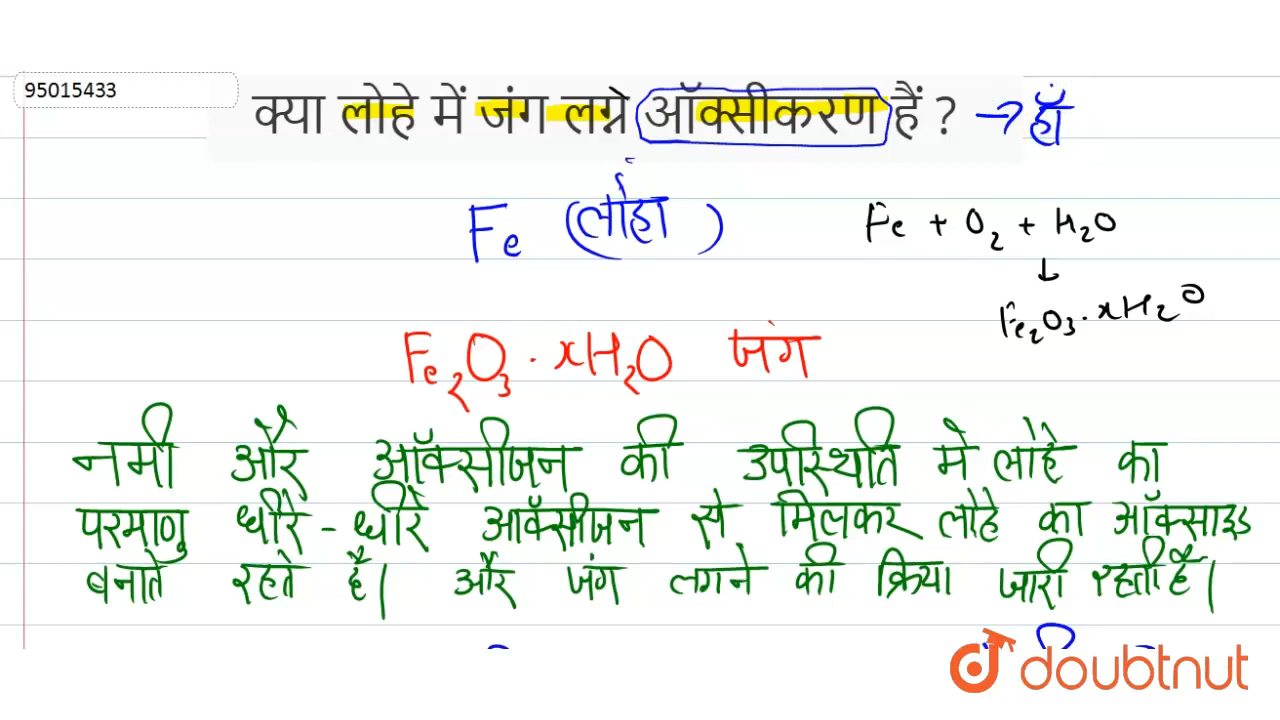 95015433
क्या लोहे में जंग लग्ने ऑक्सीकरण हैं ? → हाँ
Fe (लोहा)
Fe + O2 + H2O
↓
Fe2O3.xH2O
Fe2O3 . xH2O जंग
नमी और ऑक्सीजन की उपस्थिति मे लोहे का
परमाणु धीरे - धीरे ऑक्सीजन से मिलकर लोहे का ऑक्साइड
बनाते रहते है। और जंग लगने की क्रिया जारी रहती है।
doubtnut